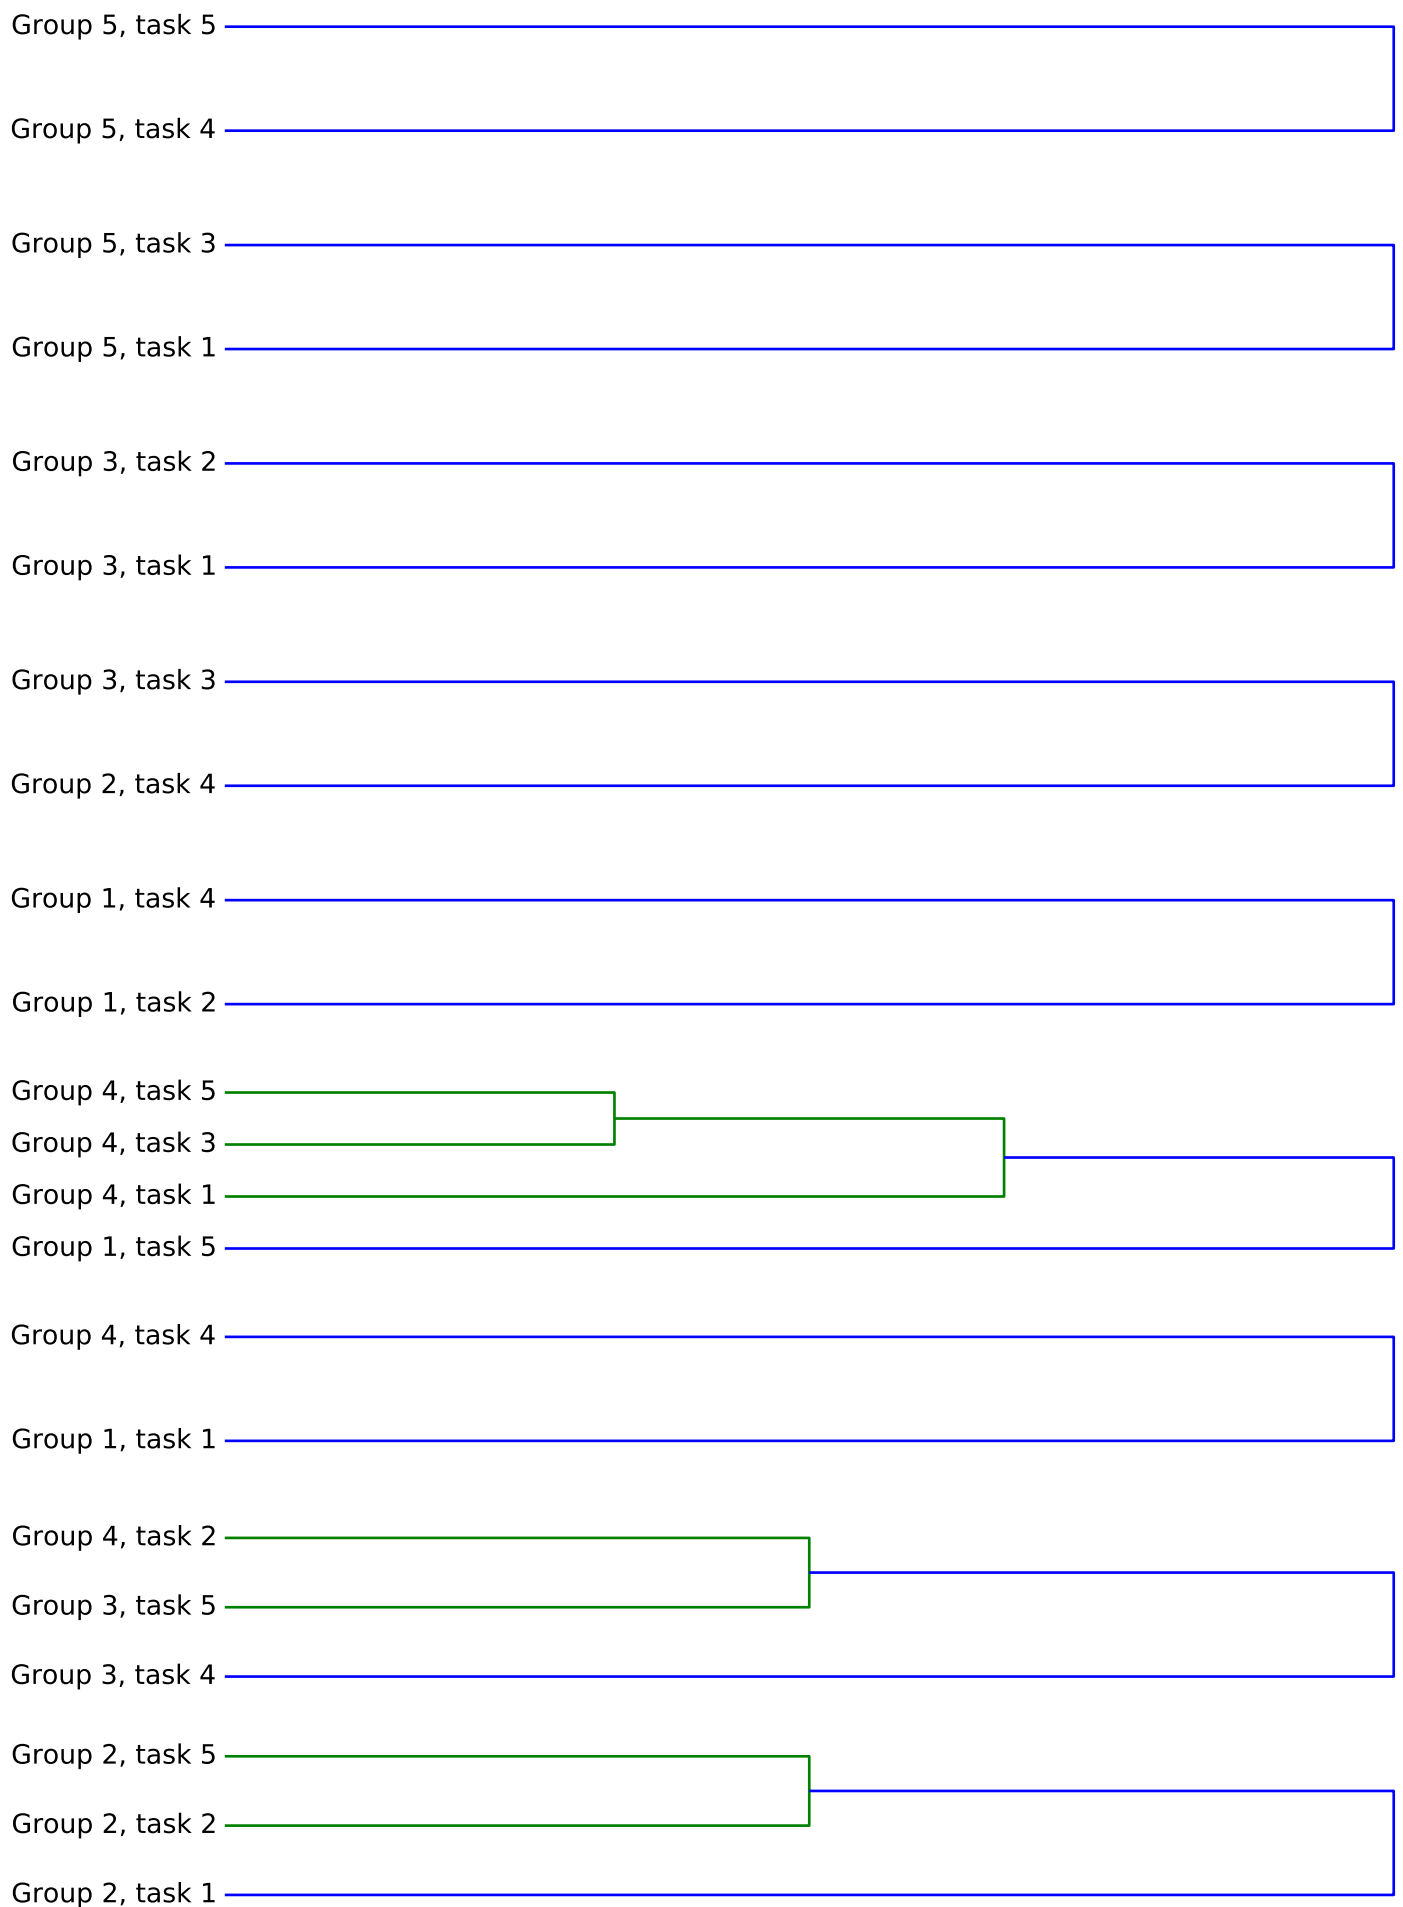 Group 5, task 5
Group 5, task 4
Group 5, task 3
Group 5, task 1
Group 3, task 2
Group 3, task 1
Group 3, task 3
Group 2, task 4
Group 1, task 4
Group 1, task 2
Group 4, task 5
Group 4, task 3
Group 4, task 1
Group 1, task 5
Group 4, task 4
Group 1, task 1
Group 4, task 2
Group 3, task 5
Group 3, task 4
Group 2, task 5
Group 2, task 2
Group 2, task 1